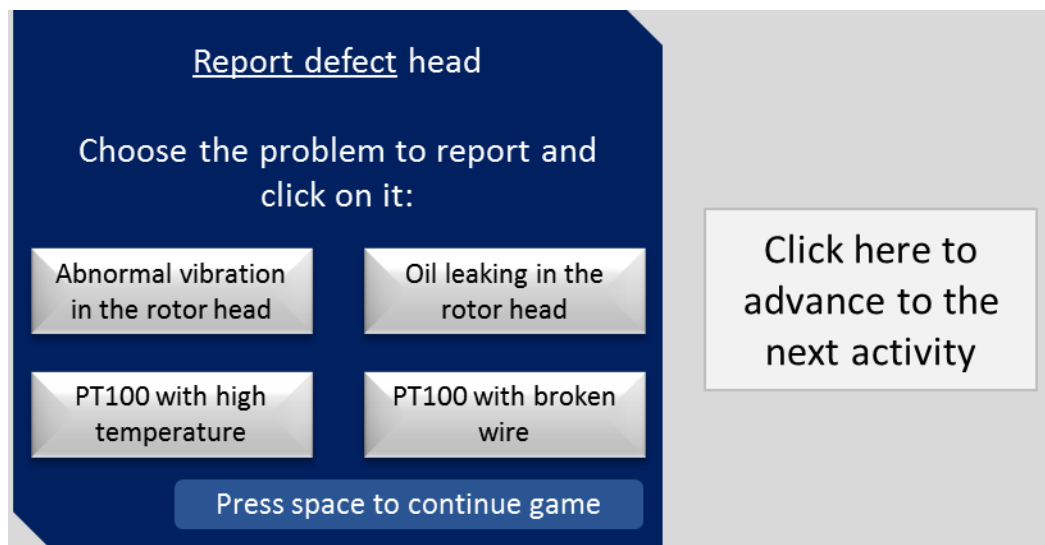 Report defect head
Choose the problem to report and
click on it:
Abnormal vibration
in the rotor head
Oil leaking in the
rotor head
PT100 with high
temperature
PT100 with broken
wire
Press space to continue game
Click here to
advance to the
next activity